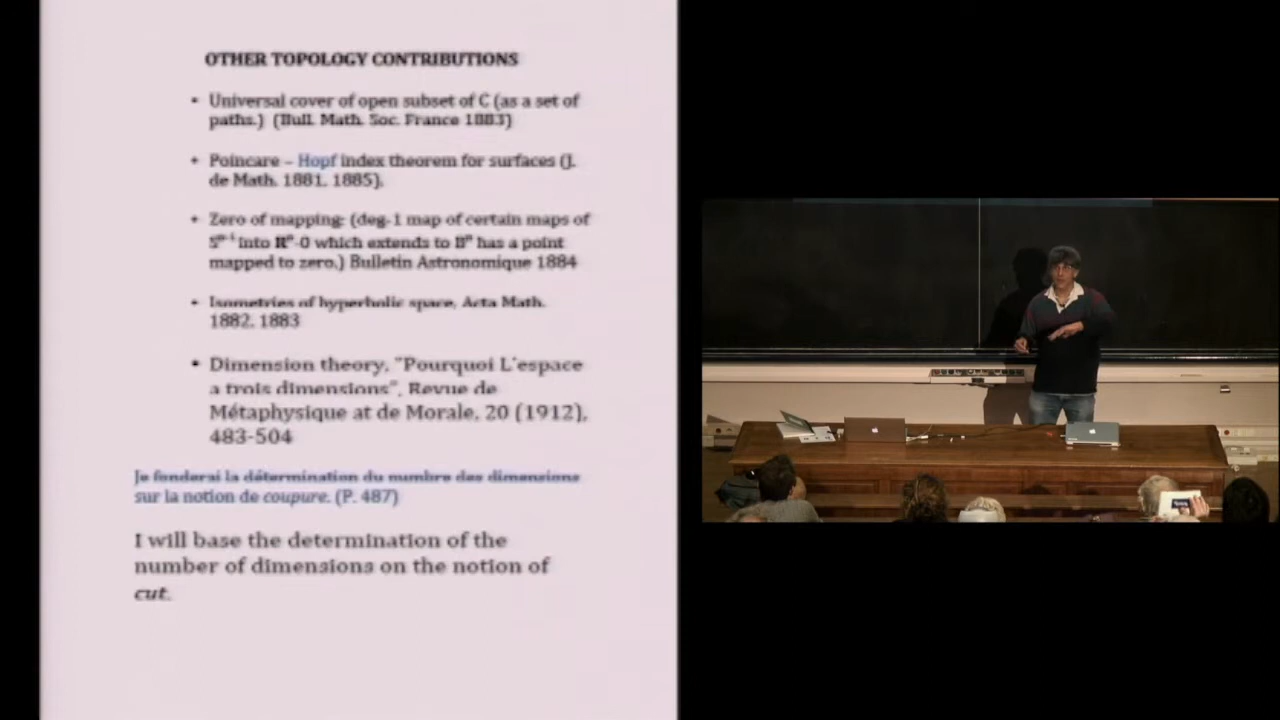 OTHER TOPOLOGY CONTRIBUTIONS
• Universal cover of open subset of C (as a set of
paths.) (Bull. Math. Soc. France 1883)
• Poincare – Hopf index theorem for surfaces (J.
de Math. 1881, 1885).
• Zero of mapping: (deg-1 map of certain maps of
Sⁿ⁻¹ into Rⁿ-0 which extends to Bⁿ has a point
mapped to zero.) Bulletin Astronomique 1884
• Isometries of hyperbolic space, Acta Math.
1882, 1883
• Dimension theory, "Pourquoi L'espace
a trois dimensions", Revue de
Métaphysique at de Morale, 20 (1912),
483-504
Je fonderai la détermination du nombre des dimensions
sur la notion de coupure. (P. 487)
I will base the determination of the
number of dimensions on the notion of
cut.